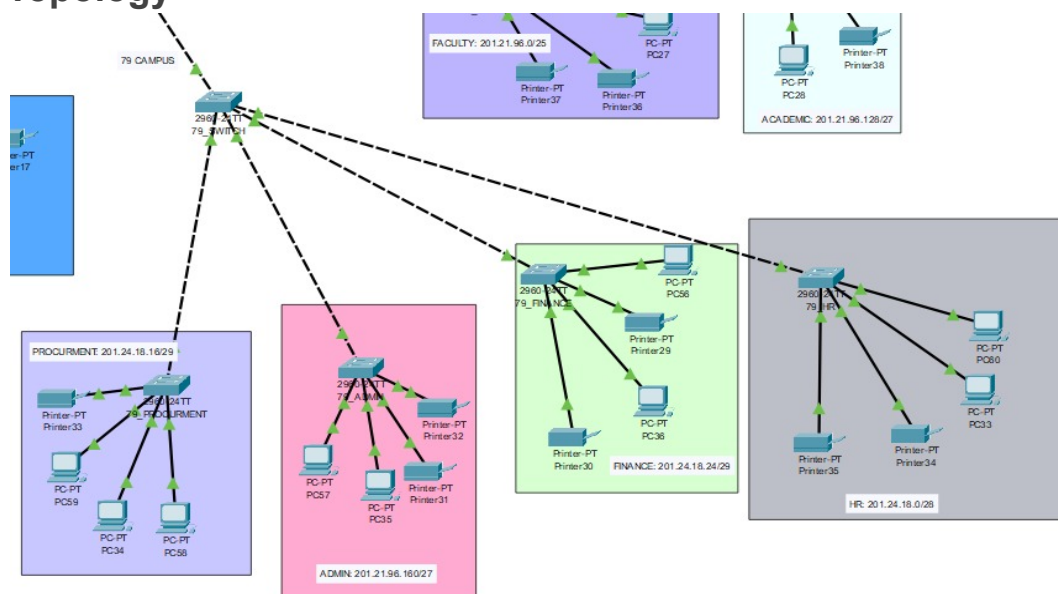 Topology
79 CAMPUS
2960-24TT
79_SWITCH
FACULTY: 201.21.96.0/25
PC-PT
PC27
Printer-PT
Printer37
Printer-PT
Printer36
Printer-PT
Printer38
PC-PT
PC28
ACADEMIC: 201.21.96.128/27
er-PT
er17
PROCURMENT: 201.24.18.16/29
2960-24TT
79_PROCURMENT
Printer-PT
Printer33
PC-PT
PC59
PC-PT
PC34
PC-PT
PC58
2960-24TT
79_ADMIN
Printer-PT
Printer32
PC-PT
PC57
Printer-PT
Printer31
PC-PT
PC35
ADMIN: 201.21.96.160/27
2960-24TT
79_FINANCE
PC-PT
PC56
Printer-PT
Printer29
PC-PT
PC36
Printer-PT
Printer30
FINANCE: 201.24.18.24/29
2960-24TT
79_HR
PC-PT
PC80
PC-PT
PC33
Printer-PT
Printer34
Printer-PT
Printer35
HR: 201.24.18.0/28